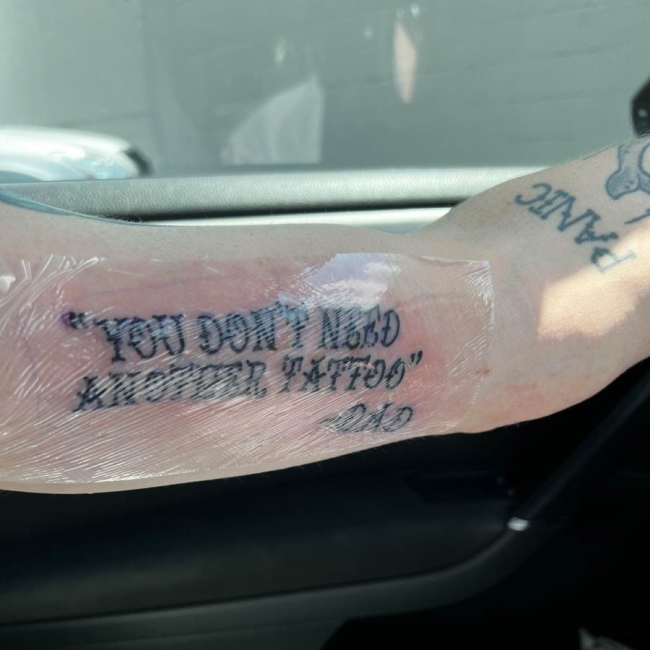 "YOU DON'T NEED
ANOTHER TATTOO"
-DAD
PANIC